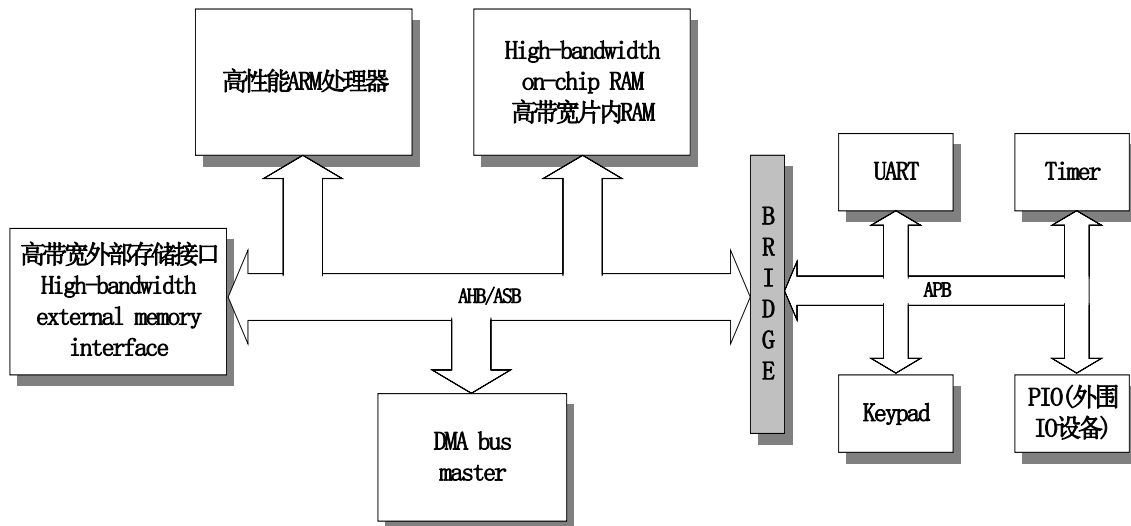 高性能ARM处理器
High-bandwidth
on-chip RAM
高带宽片内RAM
高带宽外部存储接口
High-bandwidth
external memory
interface
AHB/ASB
DMA bus
master
BRIDGE
UART
Timer
APB
Keypad
PIO(外围
IO设备)